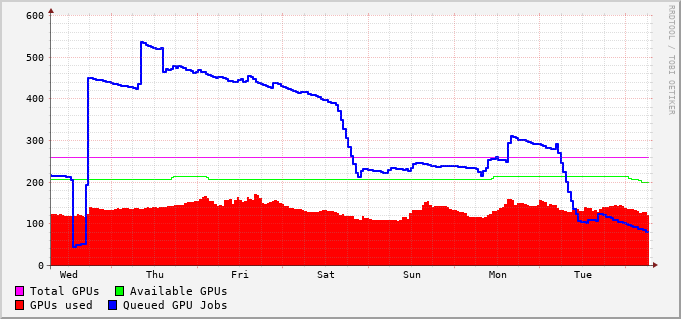 600
500
400
300
200
100
0
Wed Thu Fri Sat Sun Mon Tue
Total GPUs Available GPUs
GPUs used Queued GPU Jobs
RRDTOOL / TOBI OETIKER